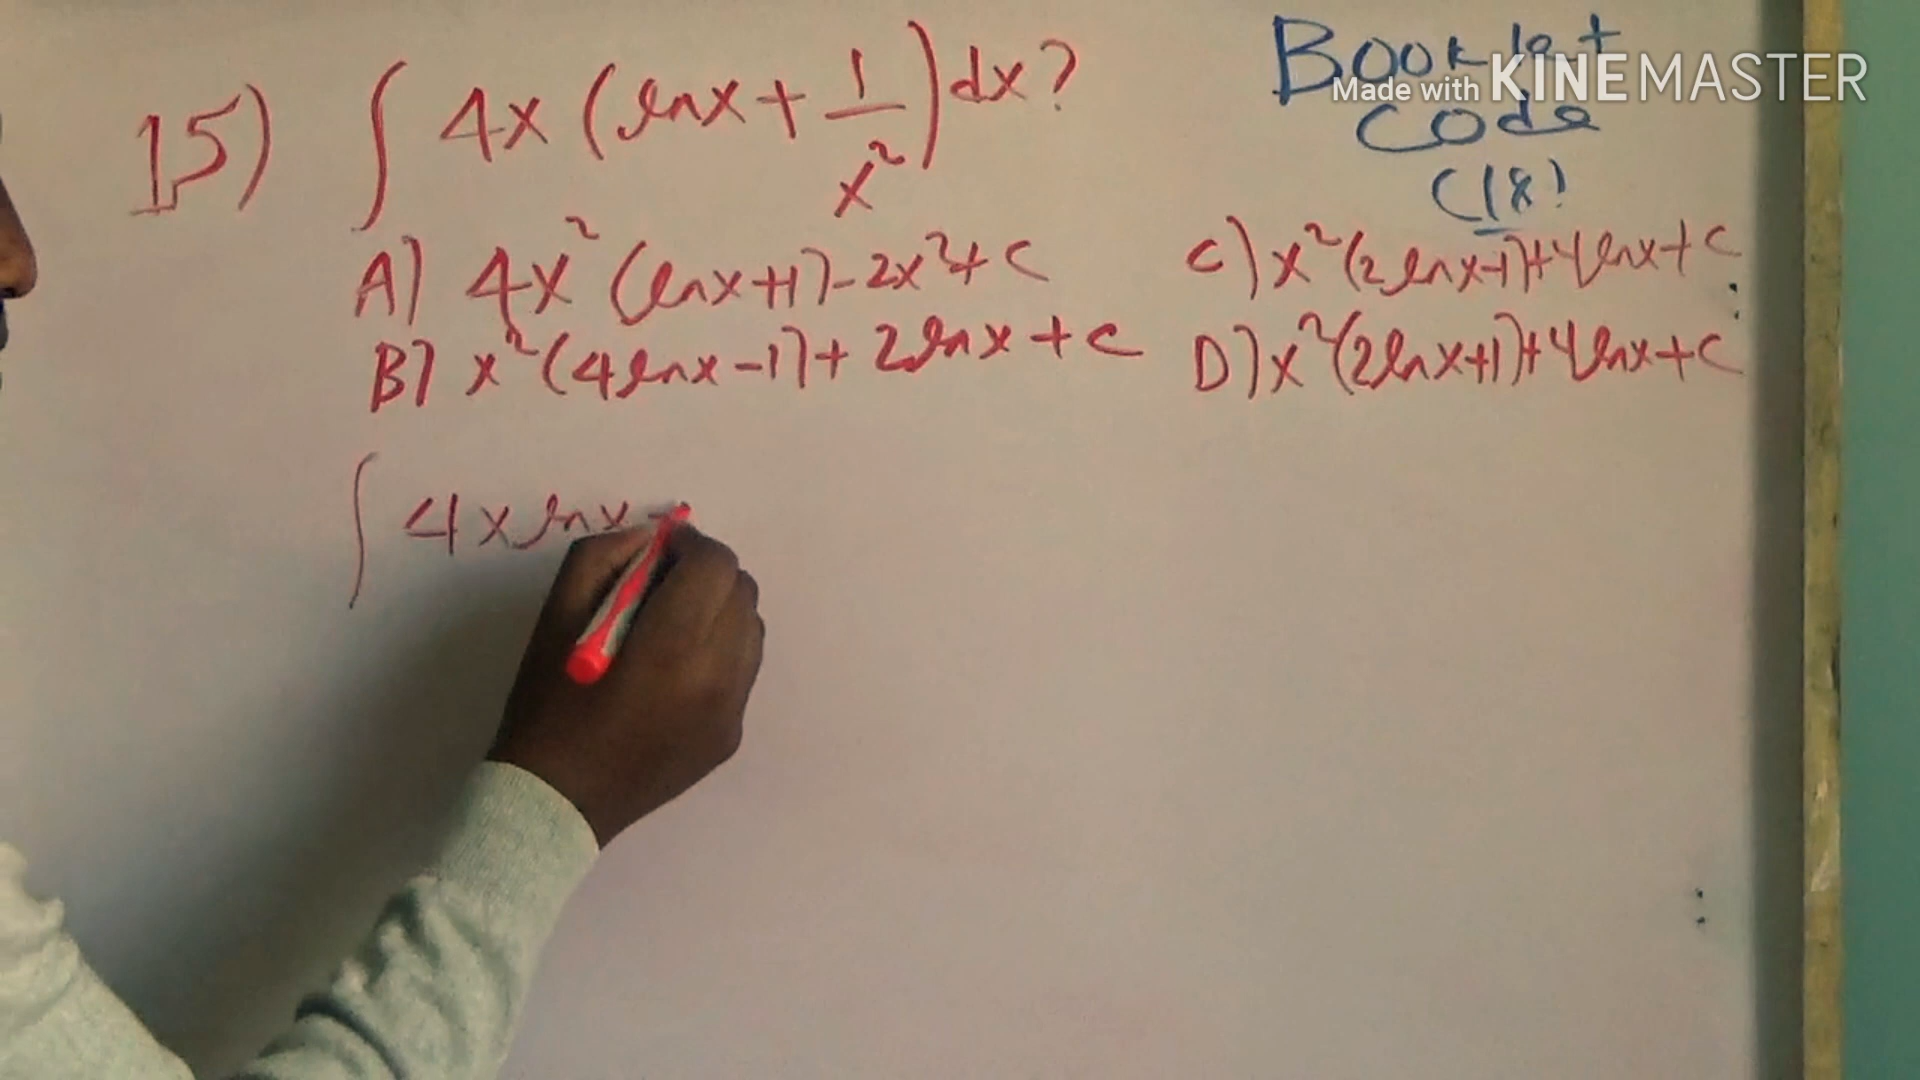 15) ∫ 4x (lnx + 1/x²) dx?
Booklet
Code
(18)
Made with KINEMASTER
A) 4x² (lnx+1) - 2x² + c
B) x² (4lnx - 1) + 2lnx + c
C) x² (2lnx-1) + 4lnx + c
D) x² (2lnx+1) + 4lnx + c
∫ 4x lnx +